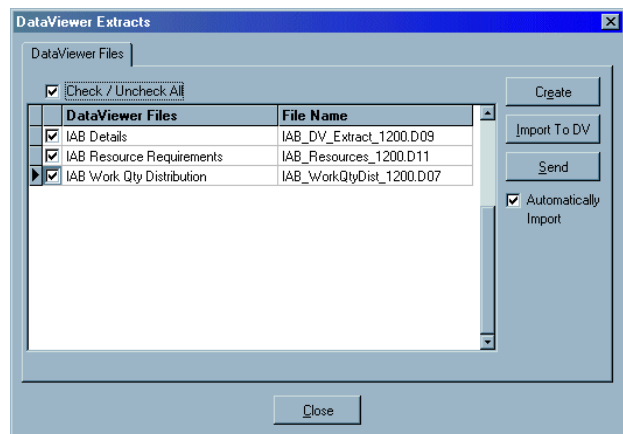 DataViewer Extracts
DataViewer Files
Check / Uncheck All
DataViewer Files File Name
IAB Details IAB_DV_Extract_1200.D09
IAB Resource Requirements IAB_Resources_1200.D11
IAB Work Qty Distribution IAB_WorkQtyDist_1200.D07
Create
Import To DV
Send
Automatically
Import
Close